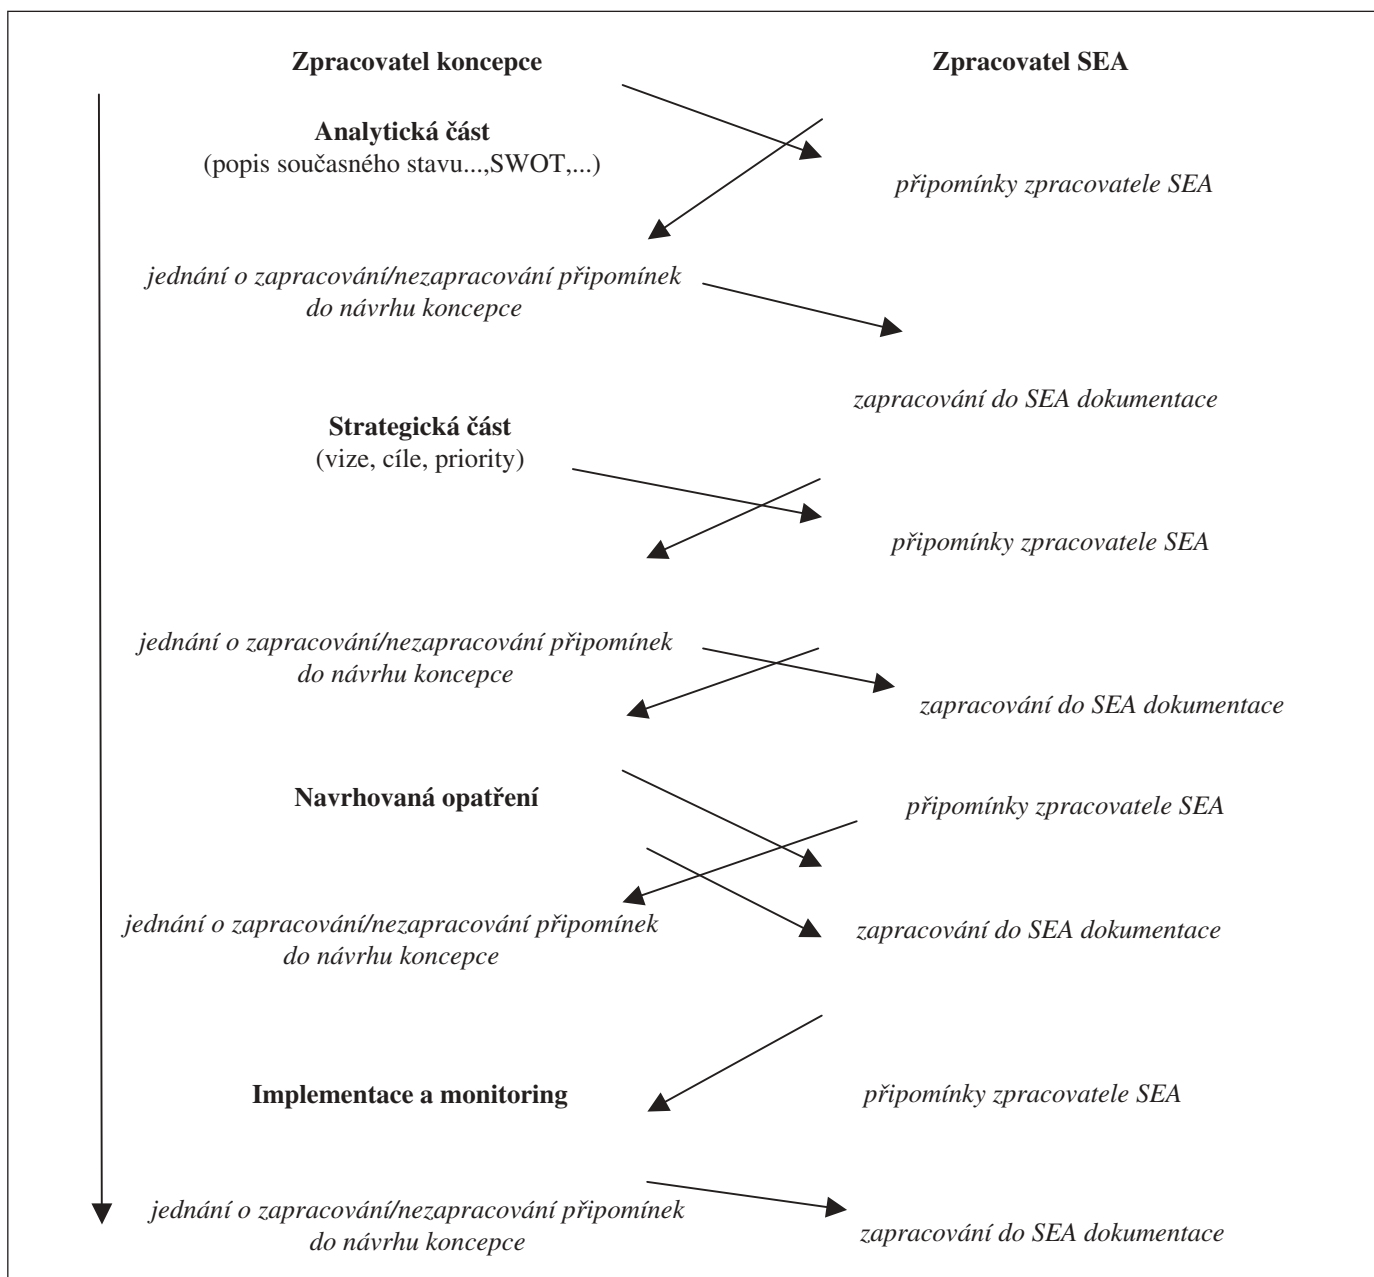 Zpracovatel koncepce
Zpracovatel SEA
Analytická část
(popis současného stavu...,SWOT,...)
připomínky zpracovatele SEA
jednání o zapracování/nezapracování připomínek
do návrhu koncepce
zapracování do SEA dokumentace
Strategická část
(vize, cíle, priority)
připomínky zpracovatele SEA
jednání o zapracování/nezapracování připomínek
do návrhu koncepce
zapracování do SEA dokumentace
Navrhovaná opatření
připomínky zpracovatele SEA
jednání o zapracování/nezapracování připomínek
do návrhu koncepce
zapracování do SEA dokumentace
Implementace a monitoring
připomínky zpracovatele SEA
jednání o zapracování/nezapracování připomínek
do návrhu koncepce
zapracování do SEA dokumentace